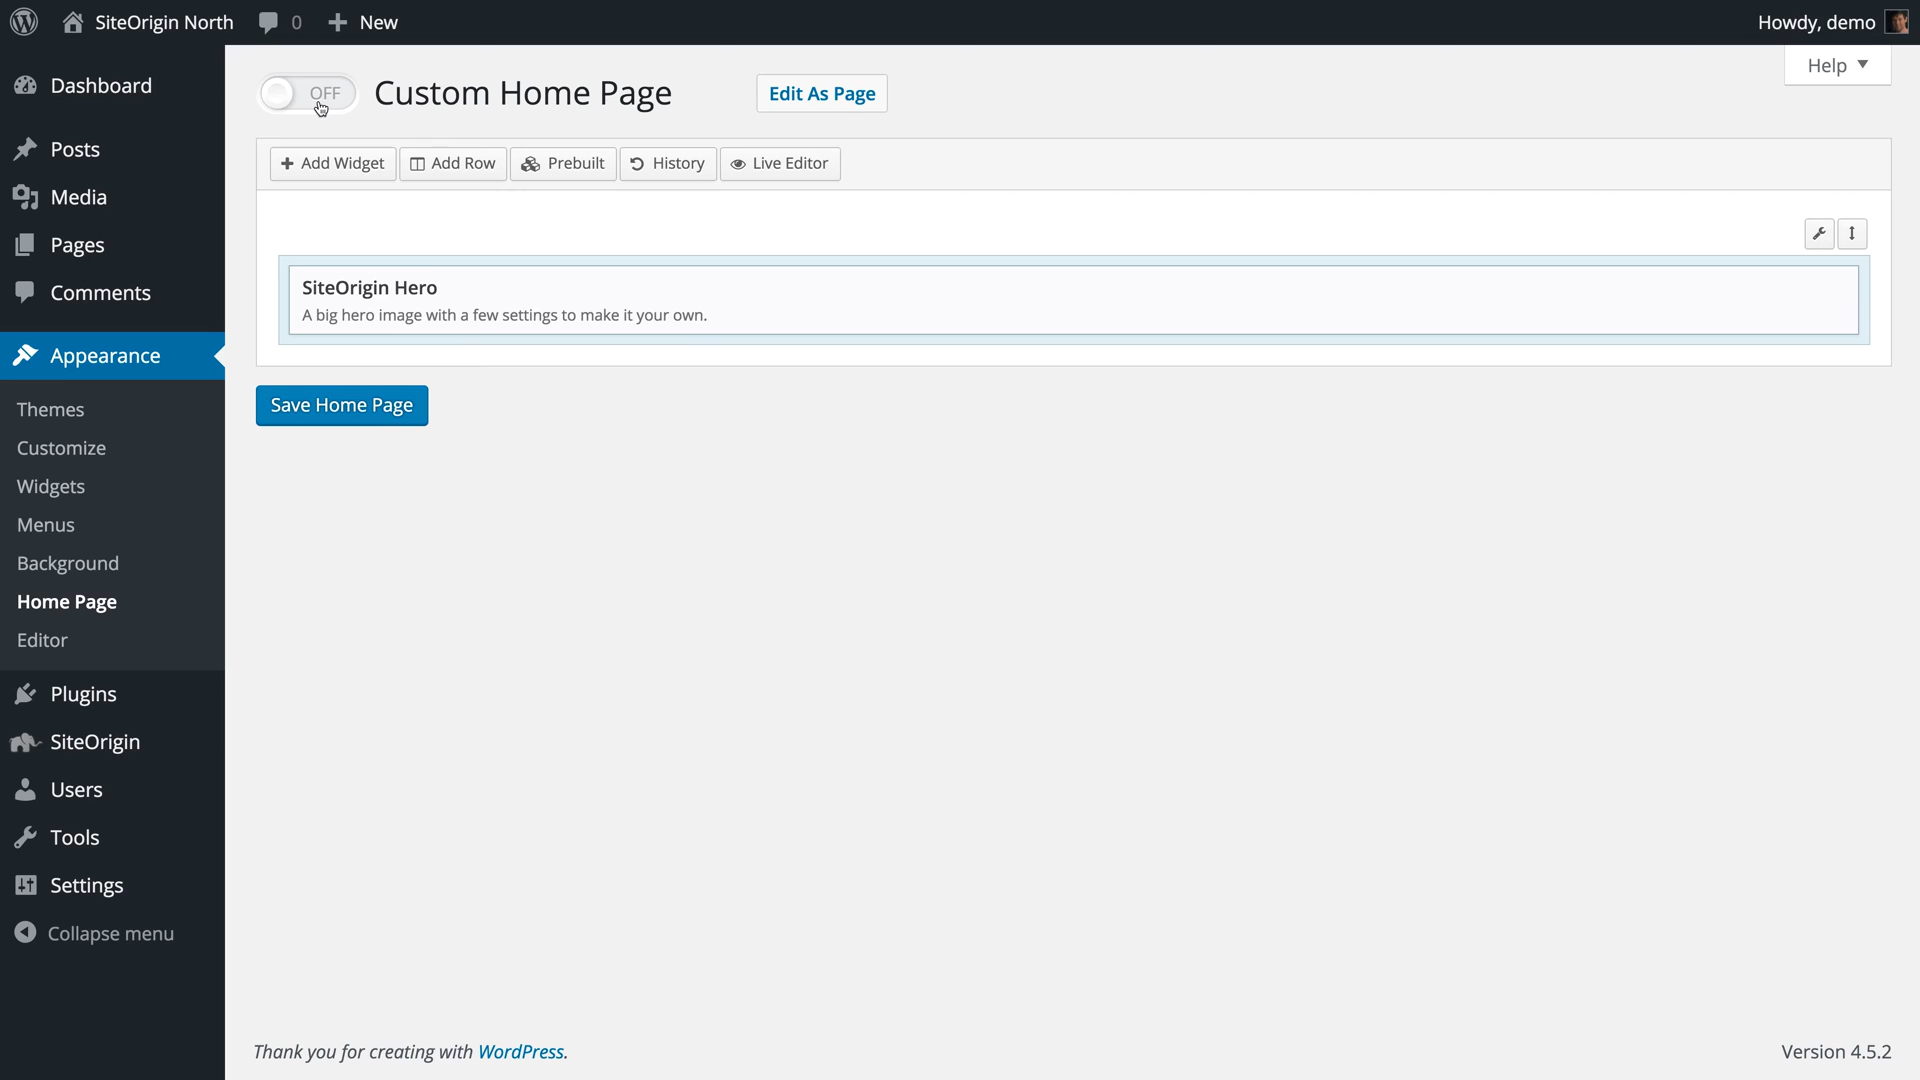 SiteOrigin North
0
New
Howdy, demo
Help
Dashboard
Posts
Media
Pages
Comments
Appearance
Themes
Customize
Widgets
Menus
Background
Home Page
Editor
Plugins
SiteOrigin
Users
Tools
Settings
Collapse menu
OFF
Custom Home Page
Edit As Page
Add Widget
Add Row
Prebuilt
History
Live Editor
SiteOrigin Hero
A big hero image with a few settings to make it your own.
Save Home Page
Thank you for creating with WordPress.
Version 4.5.2